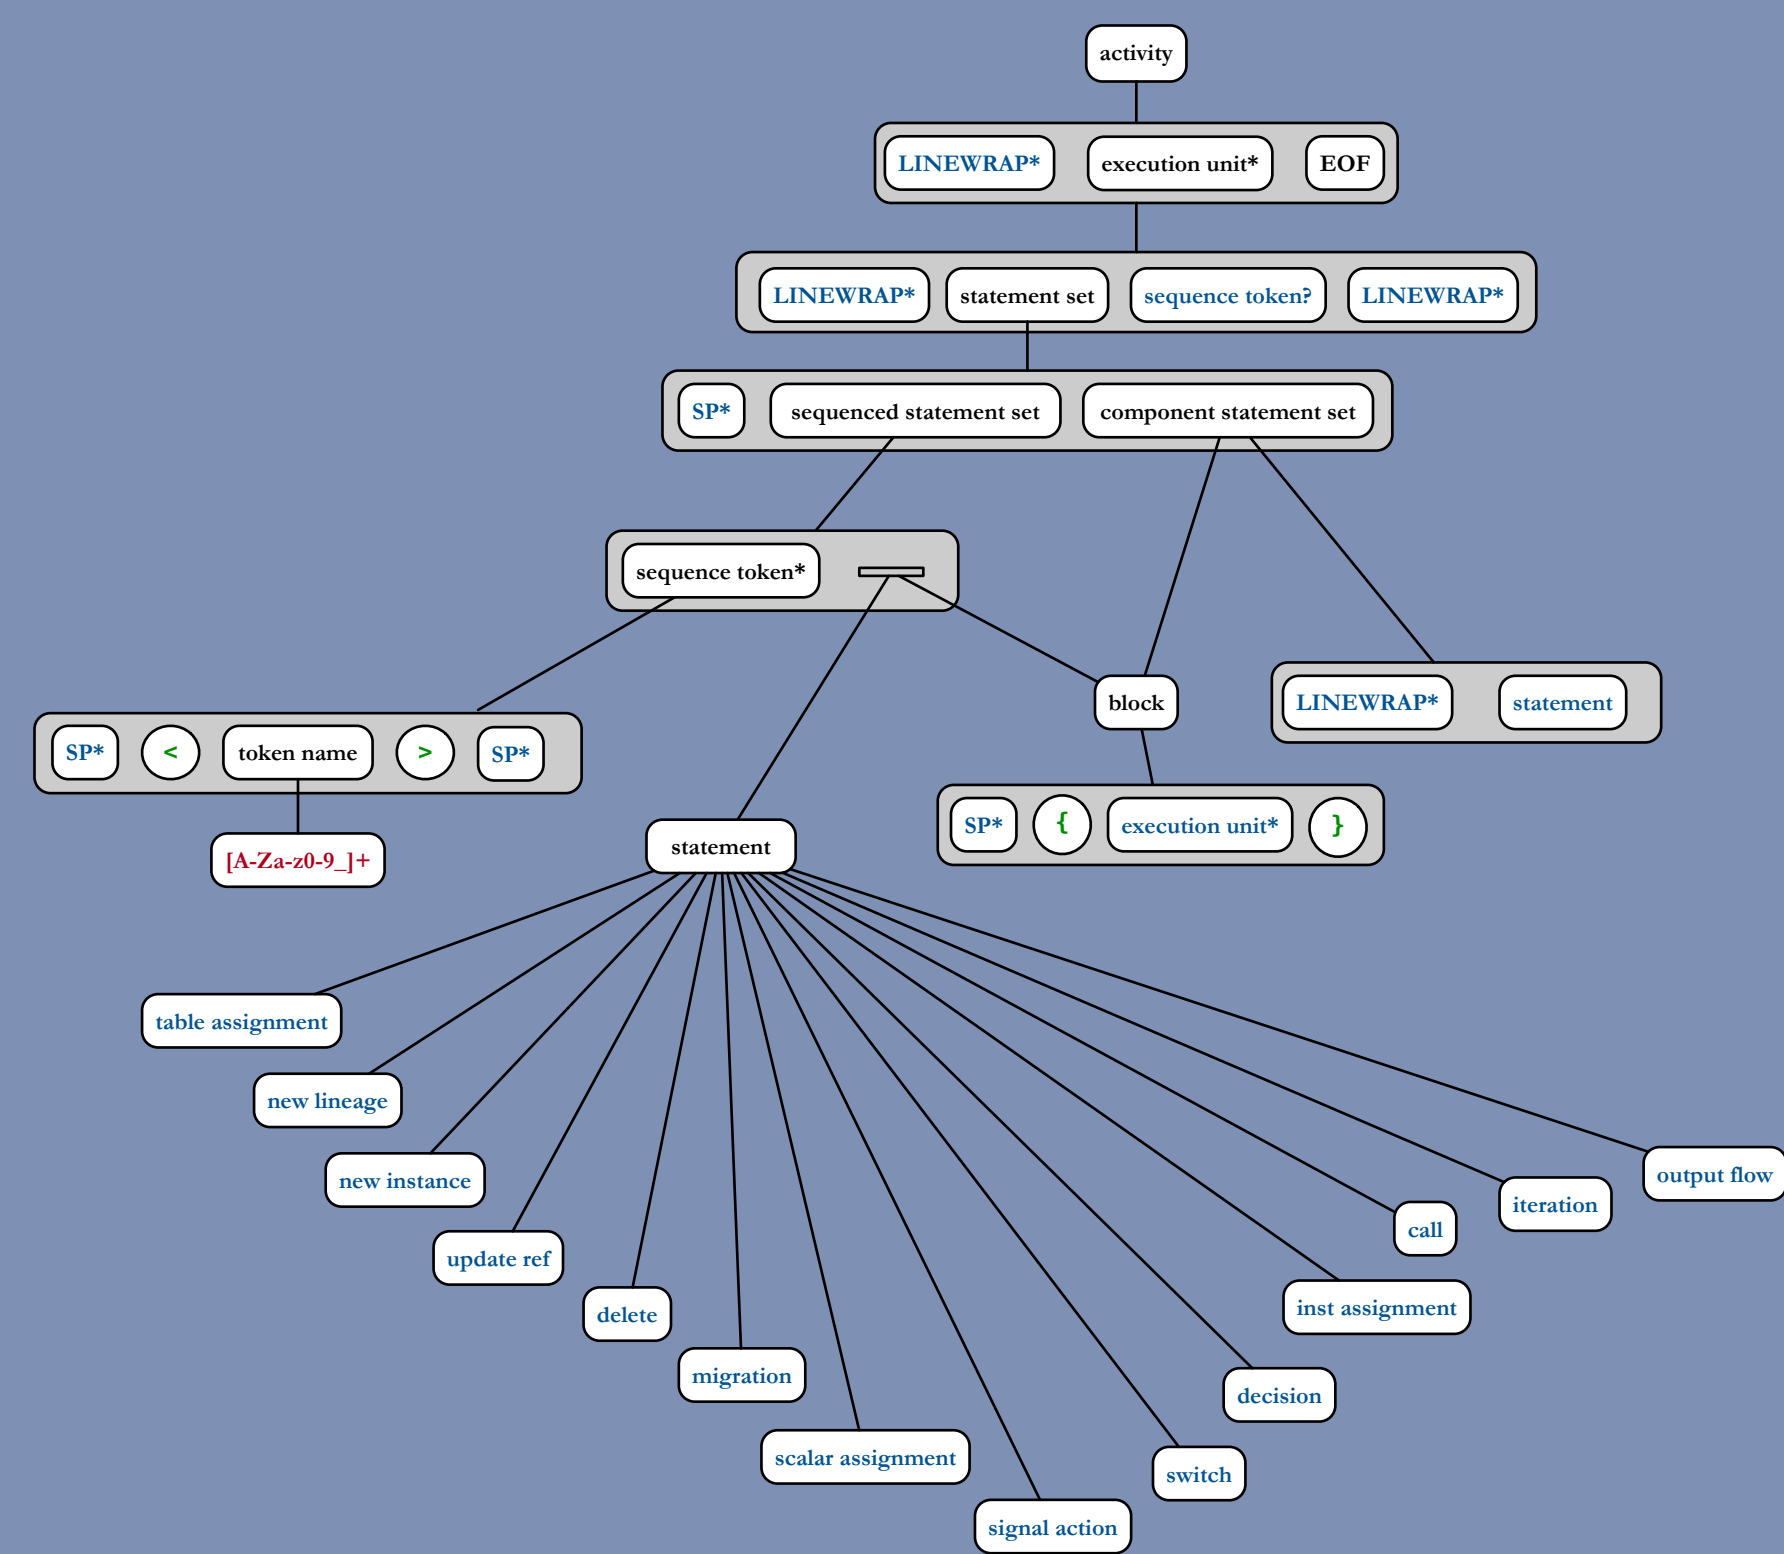 activity
LINEWRAP* execution unit* EOF
LINEWRAP* statement set sequence token? LINEWRAP*
SP* sequenced statement set component statement set
sequence token*
block
LINEWRAP* statement
SP* < token name > SP*
SP* { execution unit* }
statement
[A-Za-z0-9_]+
table assignment
new lineage
new instance
update ref
delete
migration
scalar assignment
signal action
switch
decision
inst assignment
call
iteration
output flow